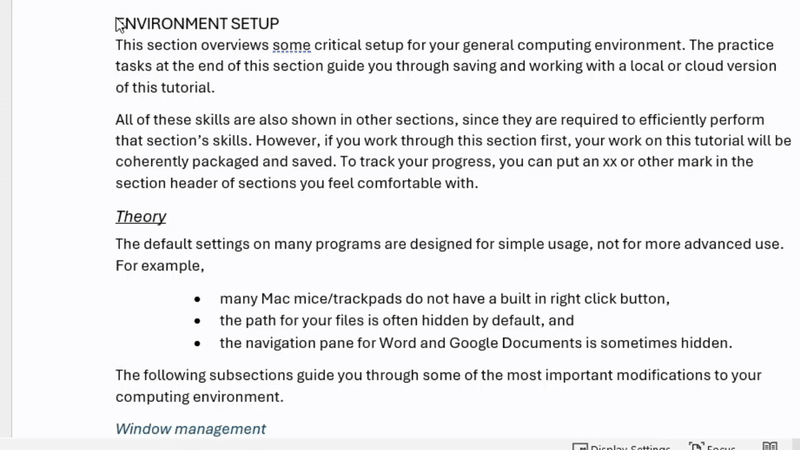 ENVIRONMENT SETUP
This section overviews some critical setup for your general computing environment. The practice
tasks at the end of this section guide you through saving and working with a local or cloud version
of this tutorial.
All of these skills are also shown in other sections, since they are required to efficiently perform
that section's skills. However, if you work through this section first, your work on this tutorial will be
coherently packaged and saved. To track your progress, you can put an xx or other mark in the
section header of sections you feel comfortable with.
Theory
The default settings on many programs are designed for simple usage, not for more advanced use.
For example,
• many Mac mice/trackpads do not have a built in right click button,
• the path for your files is often hidden by default, and
• the navigation pane for Word and Google Documents is sometimes hidden.
The following subsections guide you through some of the most important modifications to your
computing environment.
Window management
Display Settings Focus